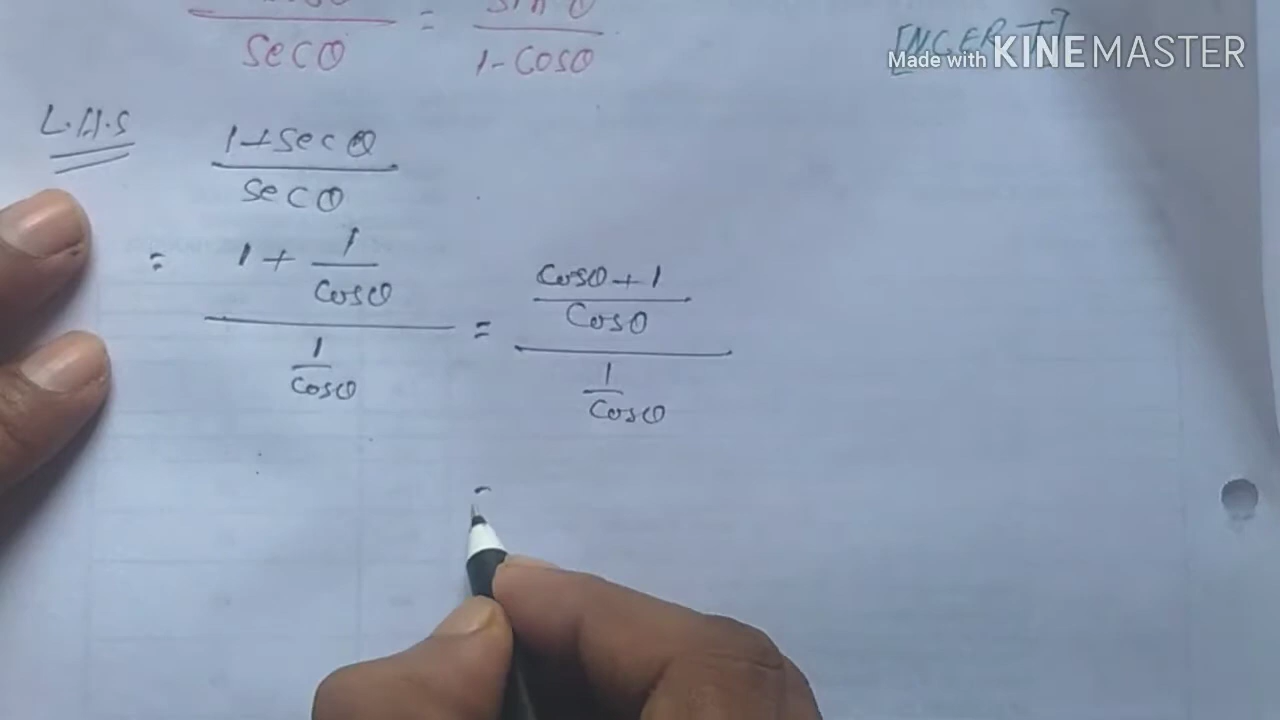 secθ = sinθ
1-cosθ
[NCERT]
Made with KINEMASTER
L.H.S
1+secθ
secθ
= 1 + 1
cosθ
1
cosθ
= cosθ+1
cosθ
1
cosθ
=